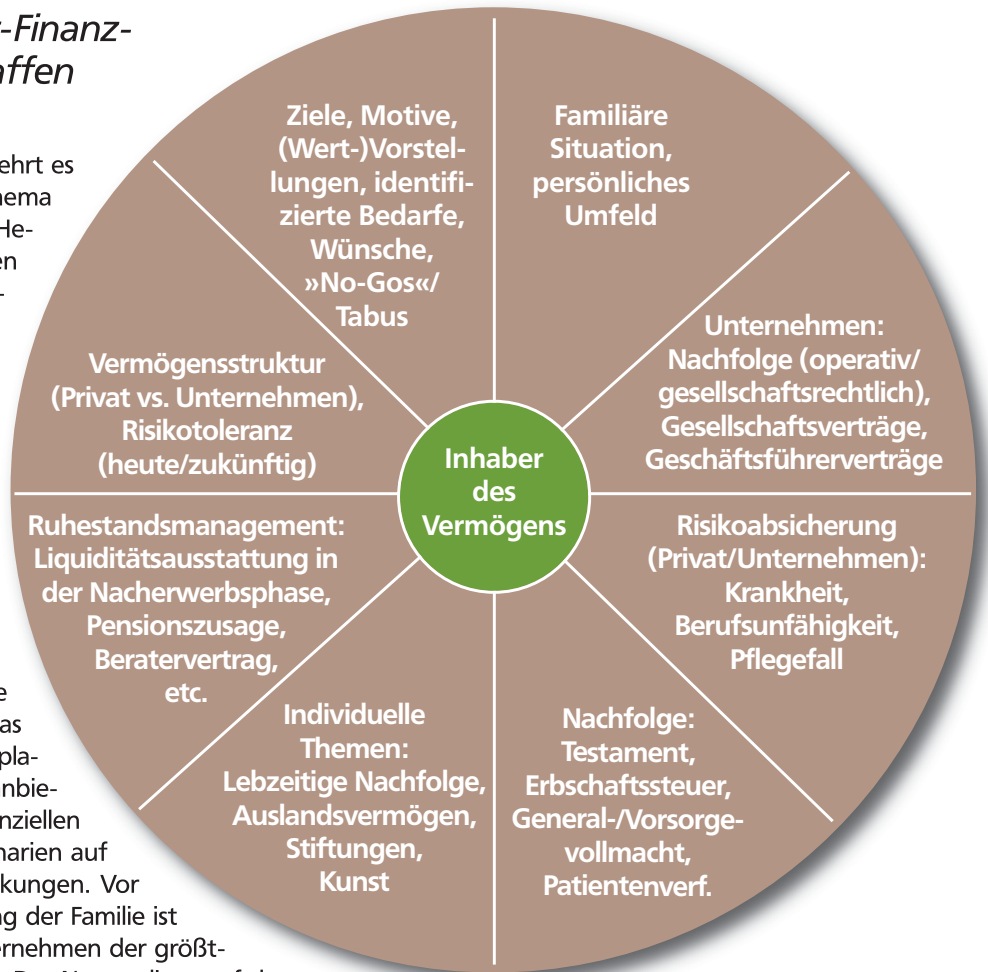 -Finanz-
affen
ehrt es
hema
He-
en
-
e
as
pla-
nbie-
nziellen
narien auf
kungen. Vor
g der Familie ist
ernehmen der größt-
Ziele, Motive,
(Wert-)Vorstel-
lungen, identifi-
zierte Bedarfe,
Wünsche,
»No-Gos«/
Tabus
Familiäre
Situation,
persönliches
Umfeld
Unternehmen:
Nachfolge (operativ/
gesellschaftsrechtlich),
Gesellschaftsverträge,
Geschäftsführerverträge
Risikoabsicherung
(Privat/Unternehmen):
Krankheit,
Berufsunfähigkeit,
Pflegefall
Nachfolge:
Testament,
Erbschaftssteuer,
General-/Vorsorge-
vollmacht,
Patientenverf.
Individuelle
Themen:
Lebzeitige Nachfolge,
Auslandsvermögen,
Stiftungen,
Kunst
Ruhestandsmanagement:
Liquiditätsausstattung in
der Nacherwerbsphase,
Pensionszusage,
Beratervertrag,
etc.
Vermögensstruktur
(Privat vs. Unternehmen),
Risikotoleranz
(heute/zukünftig)
Inhaber
des
Vermögens